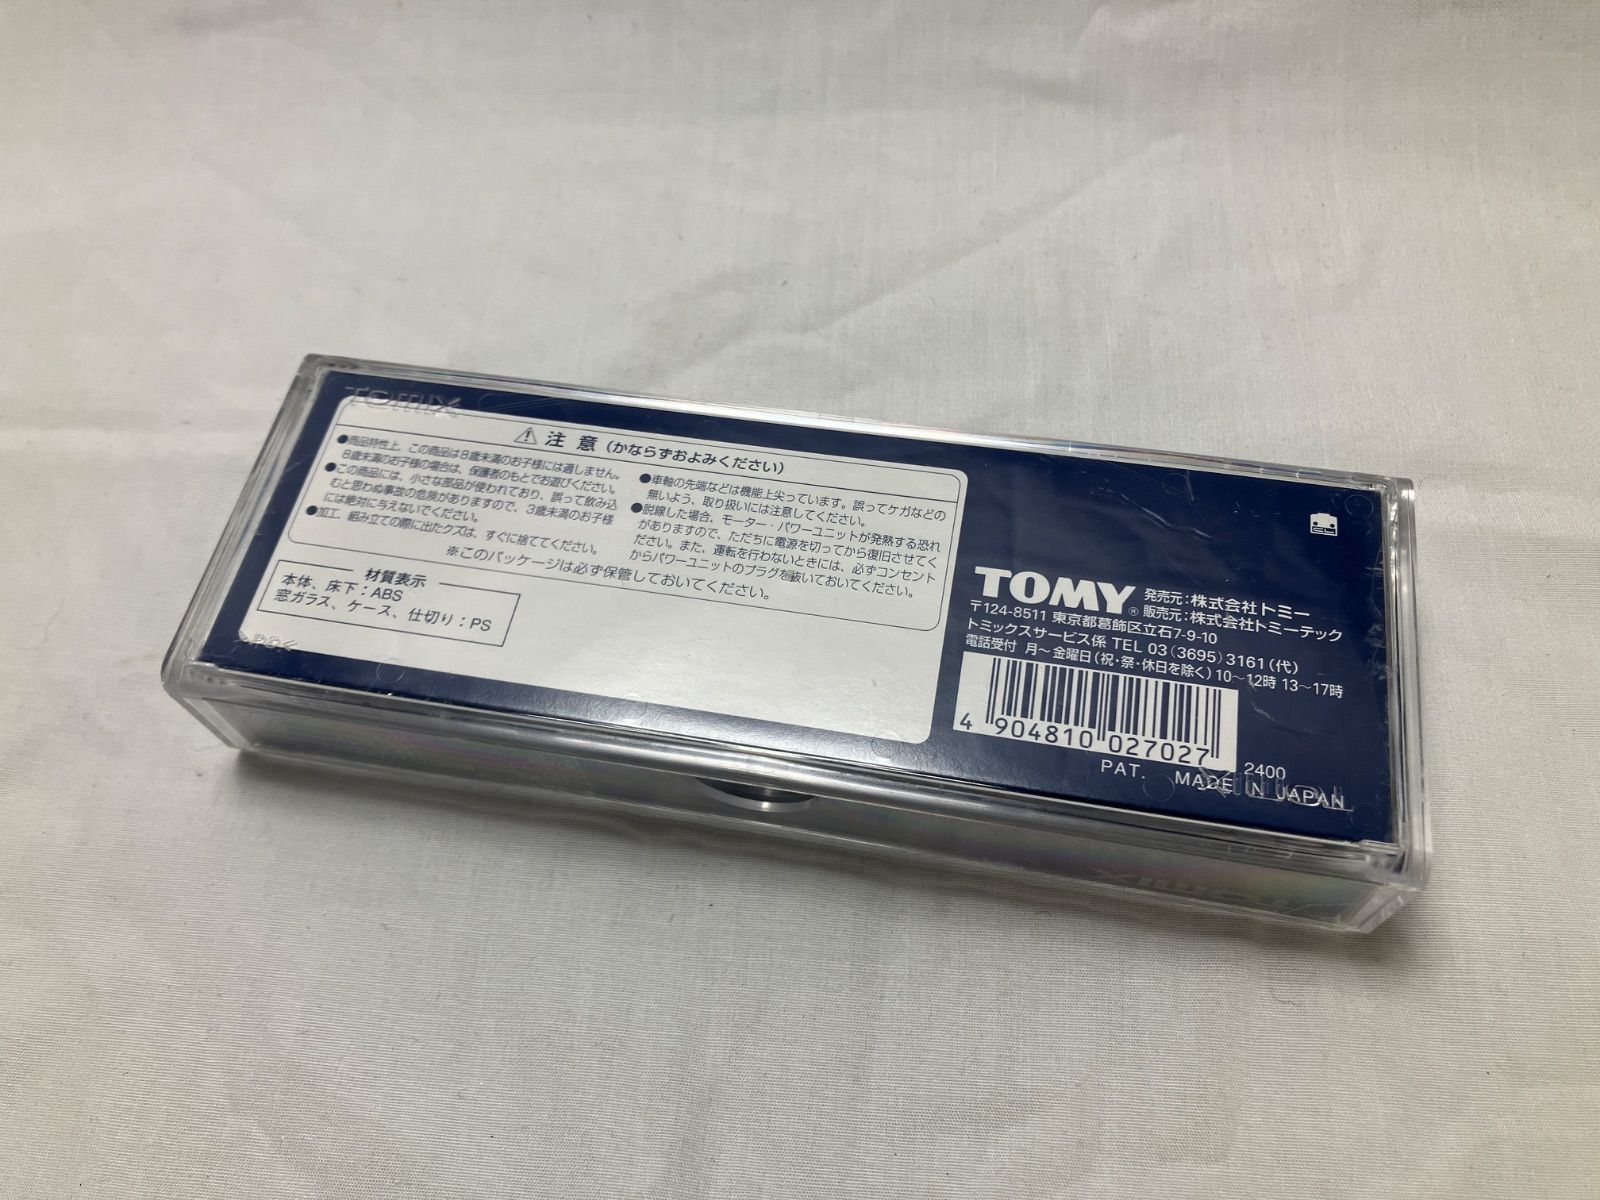 TOMIX
⚠ 注 意 (かならずおよみください)
●商品特性上、この商品は8歳未満のお子様には適しません。
8歳未満のお子様の場合は、保護者のもとでお遊びください。
●この商品には、小さな部品が使われており、誤って飲み込
むと思わぬ事故の危険がありますので、3歳未満のお子様
には絶対に与えないでください。
●加工、組み立ての際に出たクズは、すぐに捨ててください。
●車軸の先端などは機能上尖っています。誤ってケガなどの
無いよう、取り扱いには注意してください。
●脱線した場合、モーター・パワーユニットが発熱する恐れ
がありますので、ただちに電源を切ってから復旧させてく
ださい。また、運転を行わないときには、必ずコンセント
からパワーユニットのプラグを抜いておいてください。
※このパッケージは必ず保管しておいてください。
材質表示
本体、床下：ABS
窓ガラス、ケース、仕切り：PS
TOMY® 発売元：株式会社トミー
販売元：株式会社トミーテック
〒124-8511 東京都葛飾区立石7-9-10
トミックスサービス係 TEL 03(3695)3161(代)
電話受付 月～金曜日(祝・祭・休日を除く)10～12時 13～17時
4 904810 027027
2400
PAT. MADE IN JAPAN
TOMIX
TOMIX